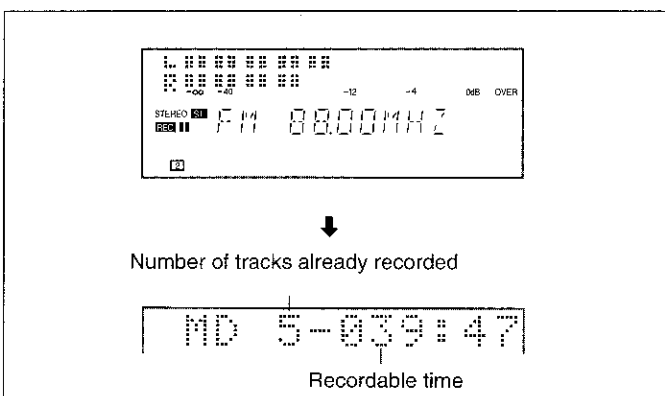 L
R
-∞ -40 -12 -4 0dB OVER
STEREO ST
REC FM 88.00MHZ
2
Number of tracks already recorded
MD 5-039:47
Recordable time